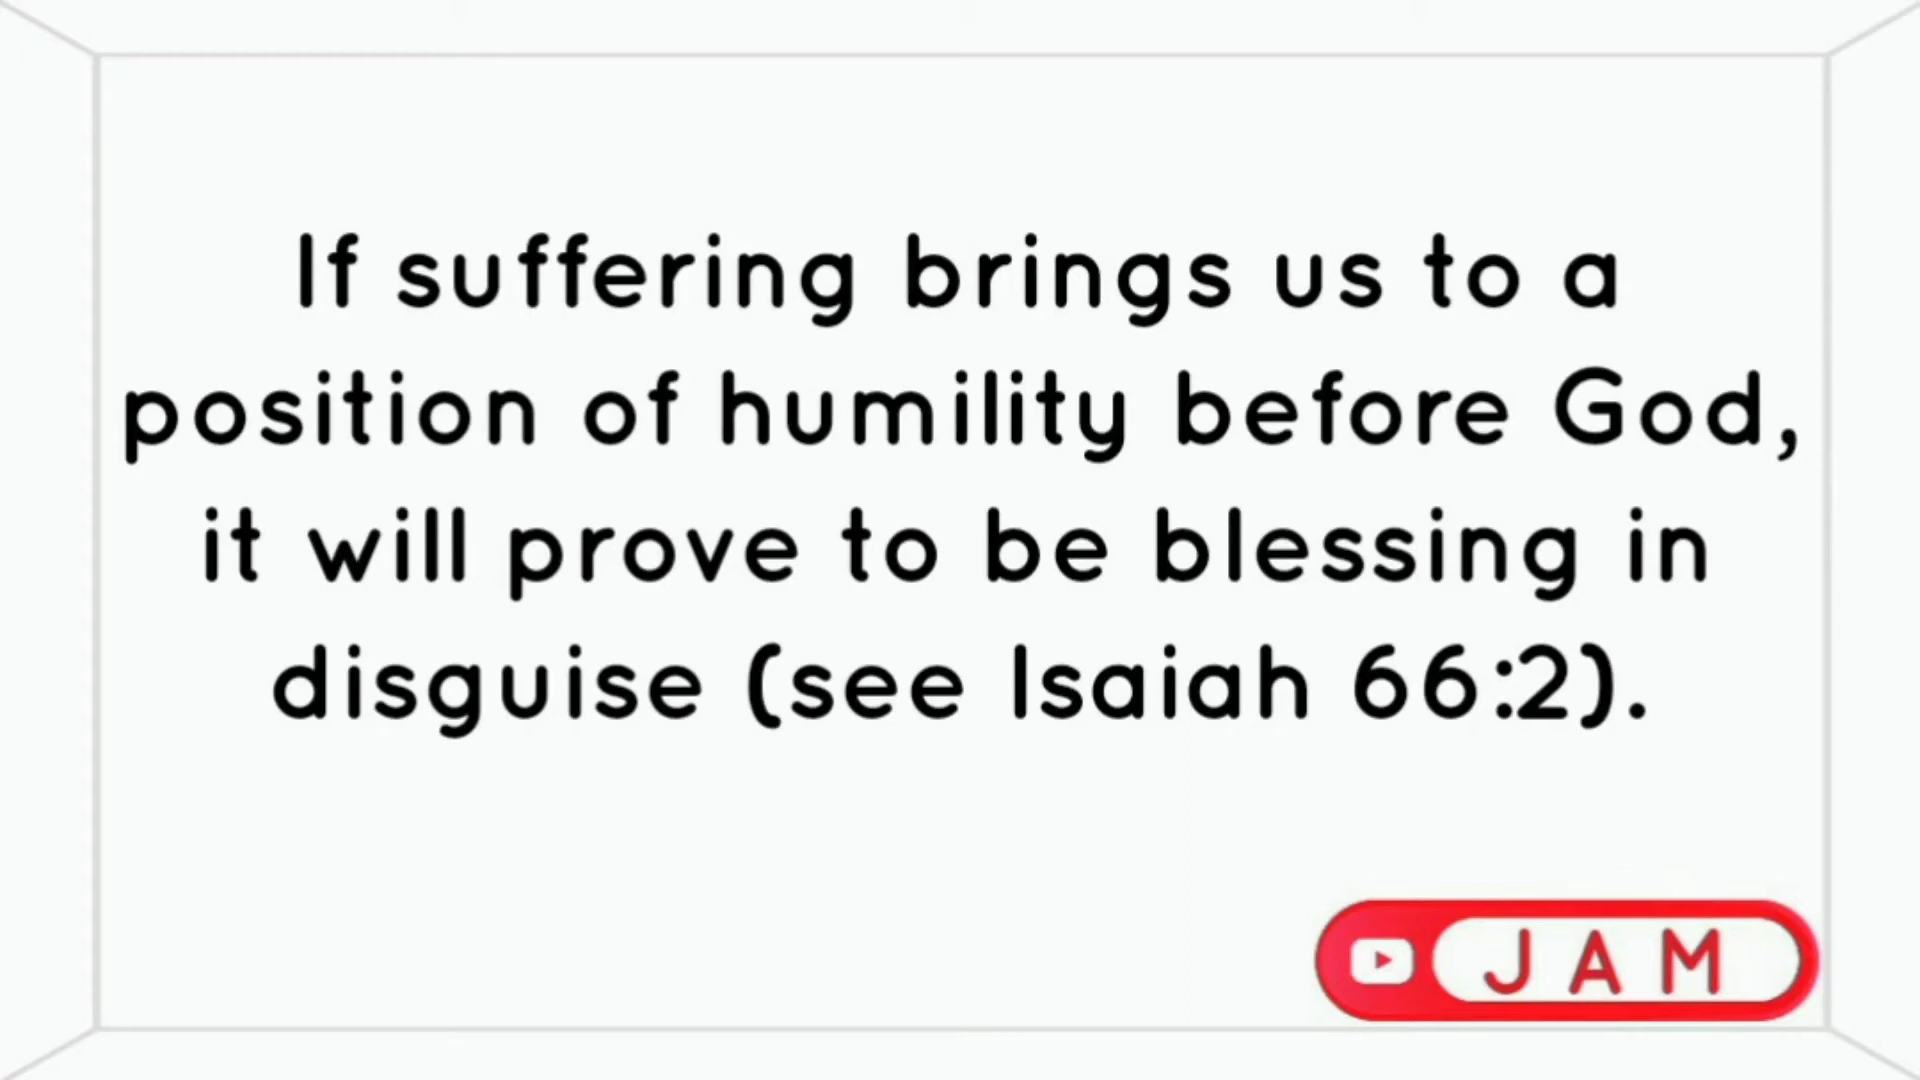 If suffering brings us to a
position of humility before God,
it will prove to be blessing in
disguise (see Isaiah 66:2).
JAM